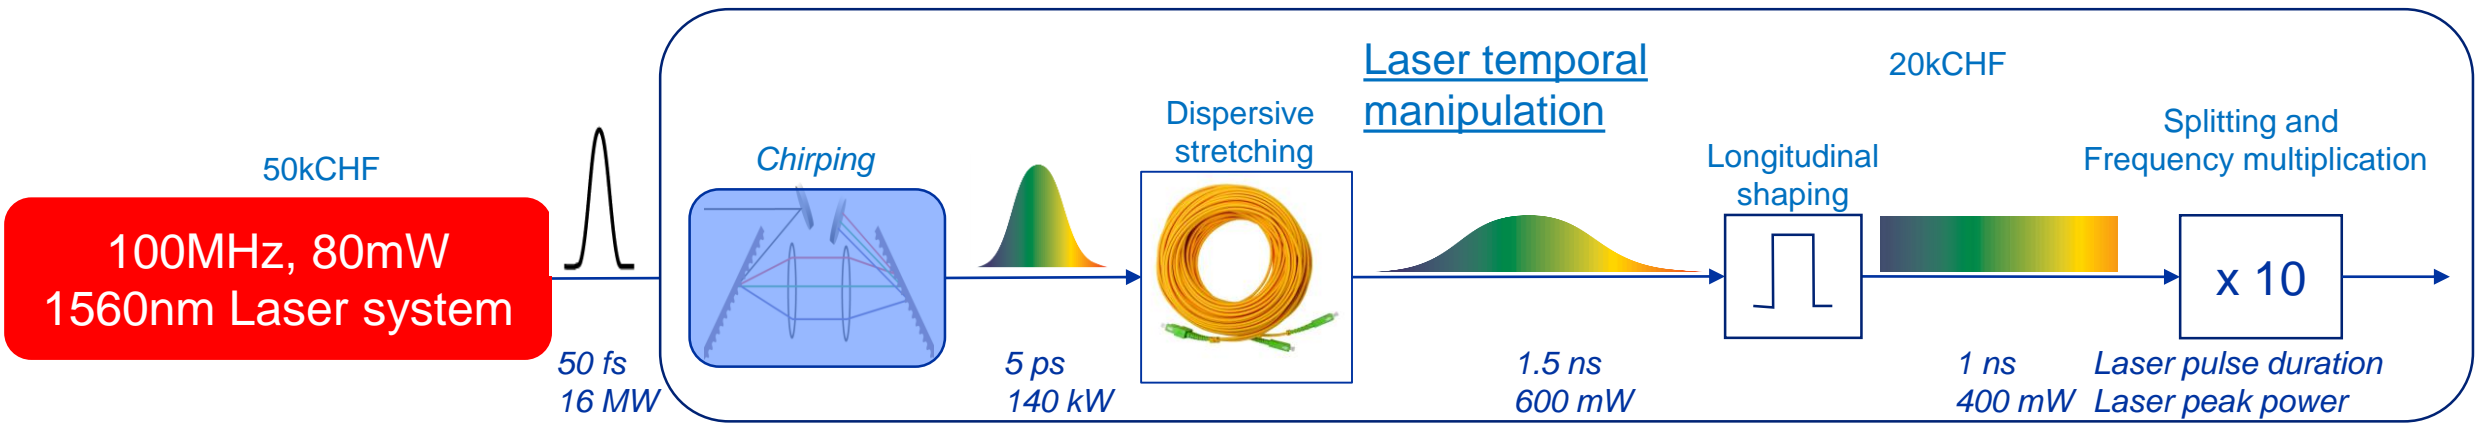 50kCHF
100MHz, 80mW
1560nm Laser system
50 fs
16 MW
Chirping
5 ps
140 kW
Dispersive
stretching
Laser temporal
manipulation
1.5 ns
600 mW
20kCHF
Longitudinal
shaping
1 ns
400 mW
Splitting and
Frequency multiplication
x 10
Laser pulse duration
Laser peak power